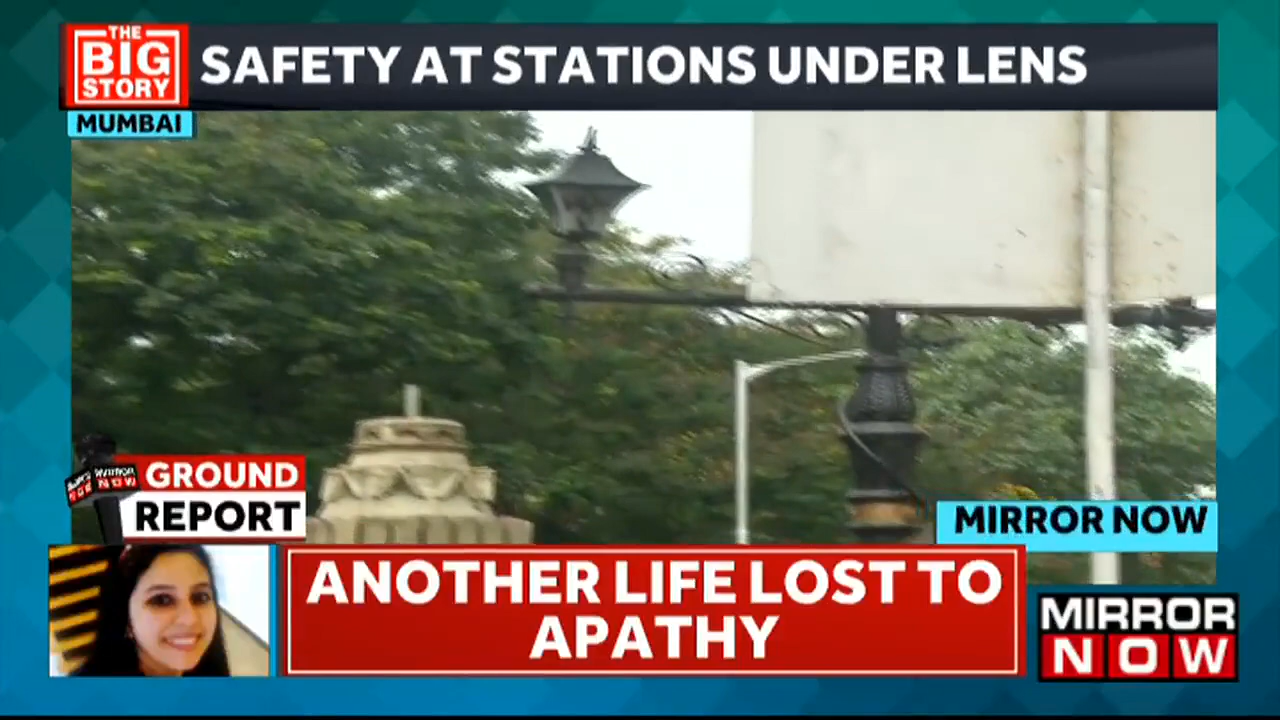 THE
BIG
STORY
SAFETY AT STATIONS UNDER LENS
MUMBAI
GROUND
REPORT
MIRROR NOW
ANOTHER LIFE LOST TO
APATHY
MIRROR
NOW